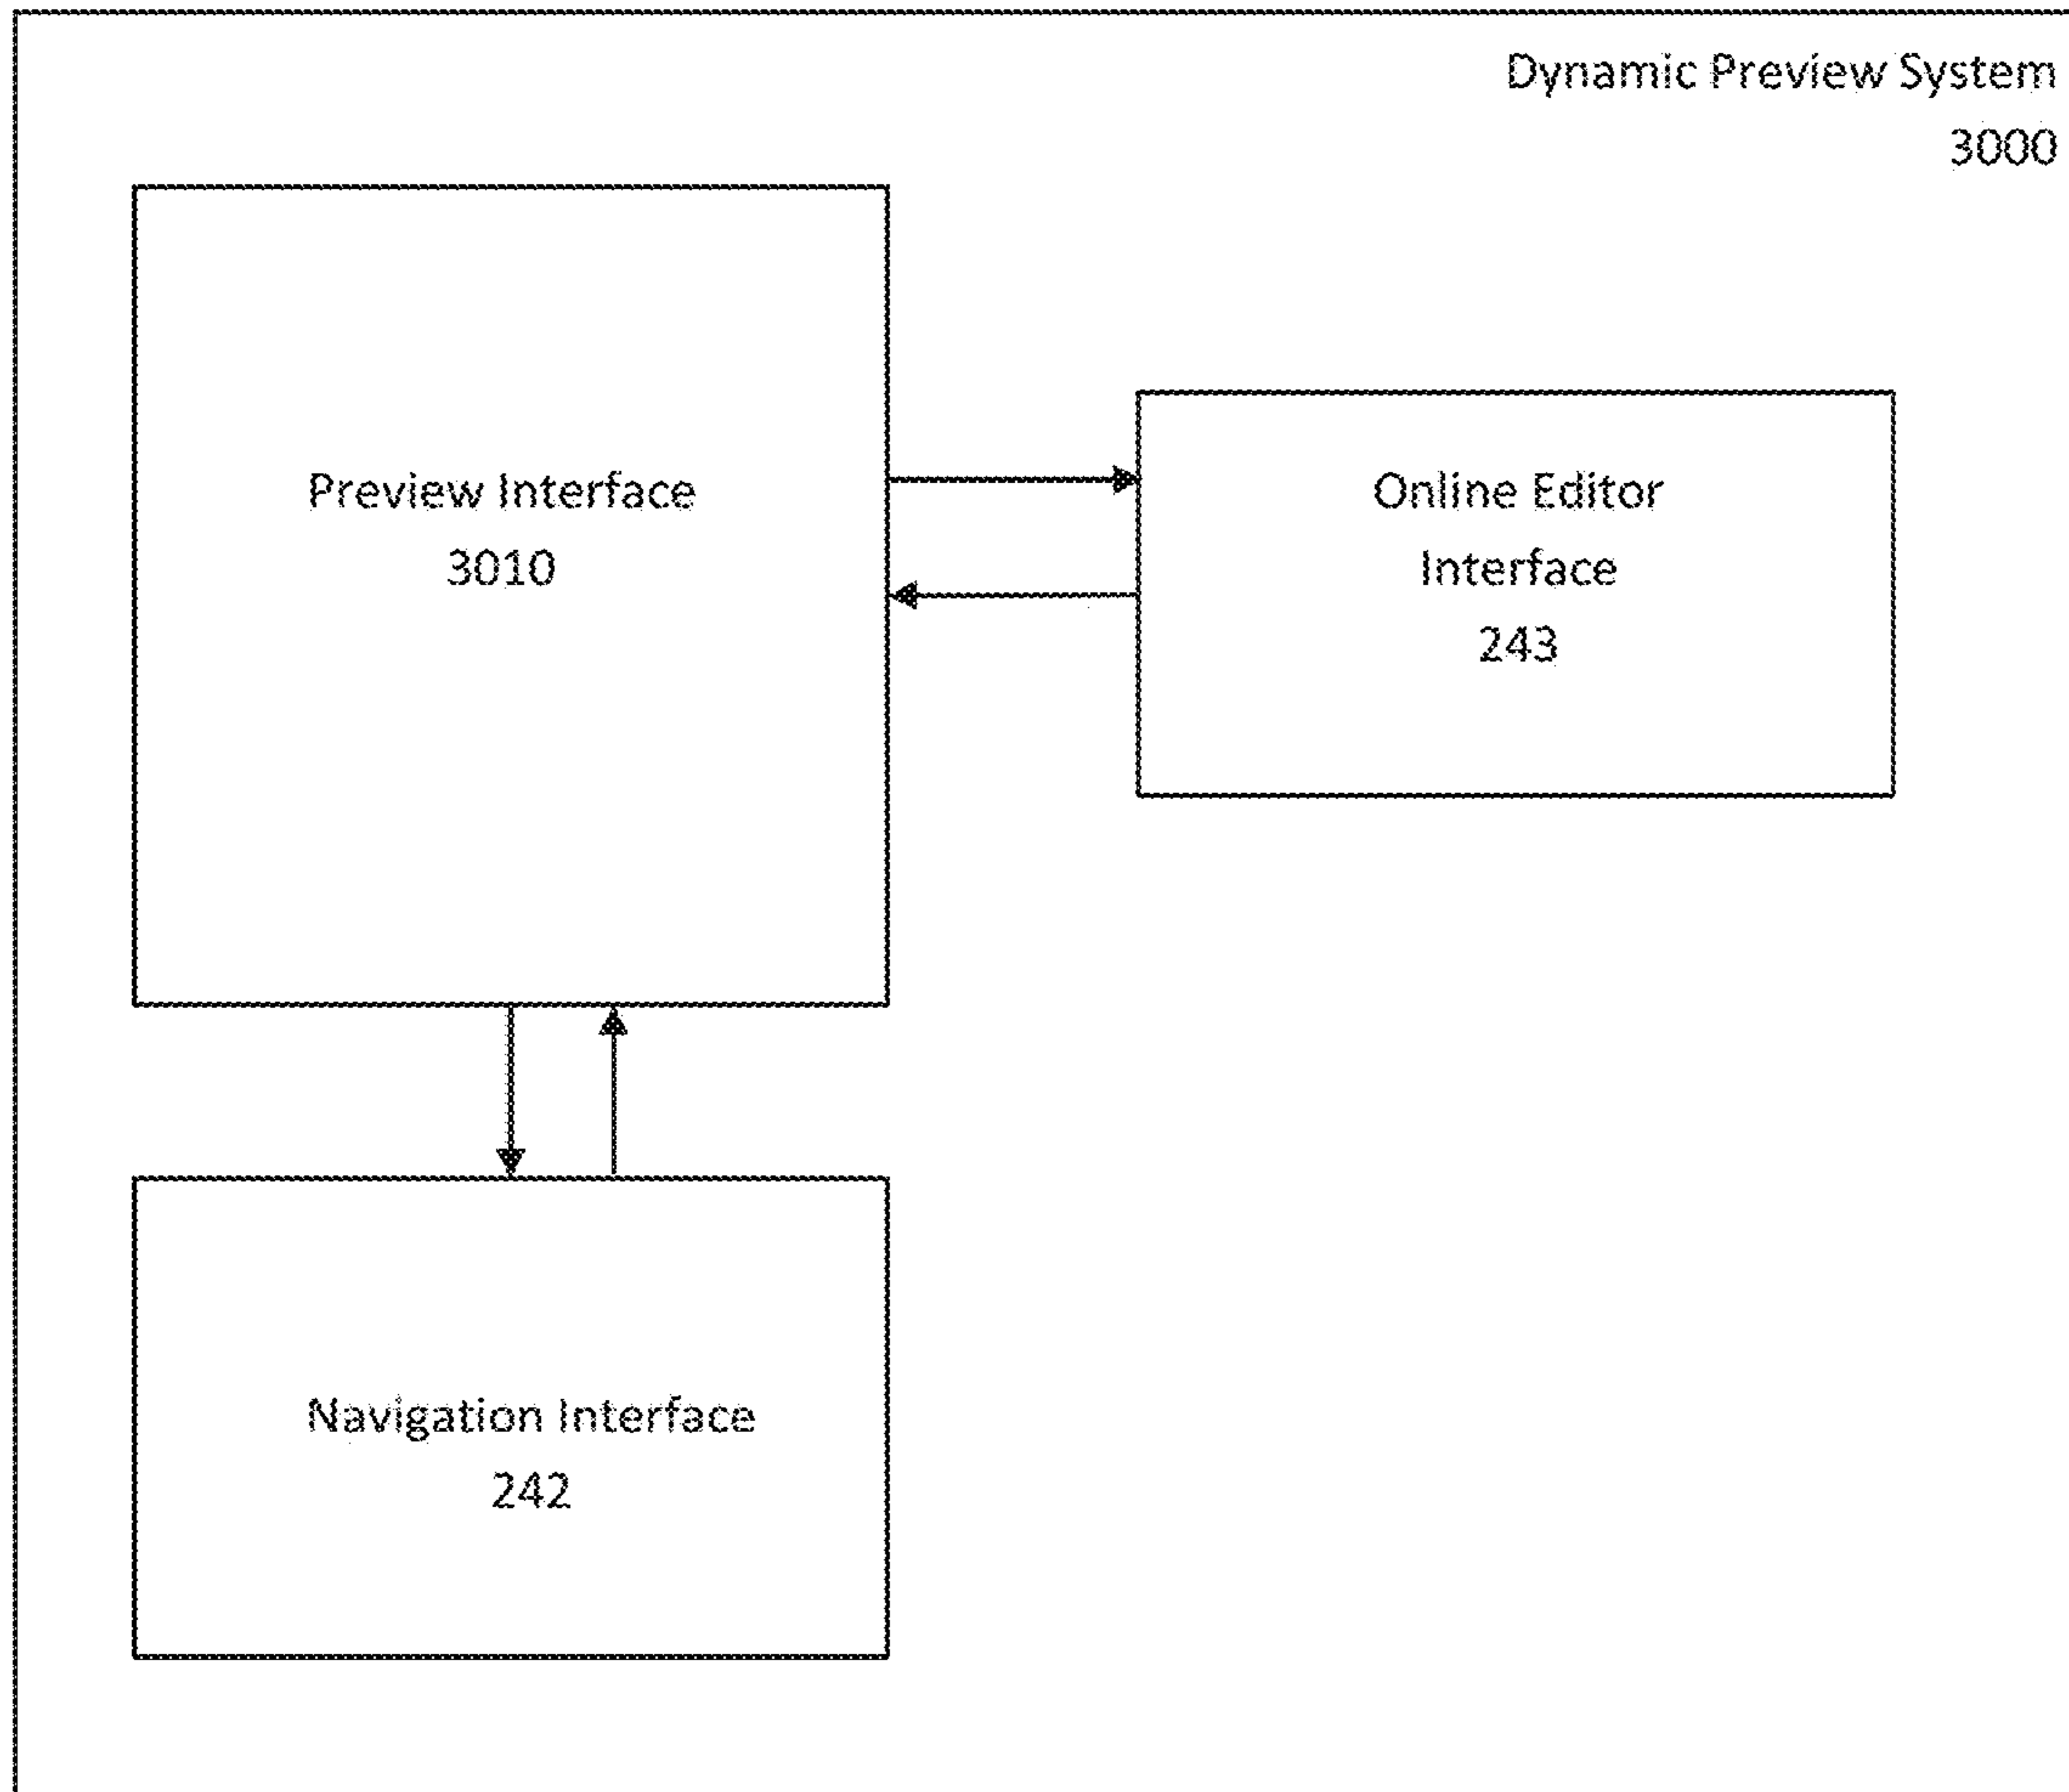 Dynamic Preview System
3000
Preview Interface
3010
Online Editor
Interface
243
Navigation Interface
242